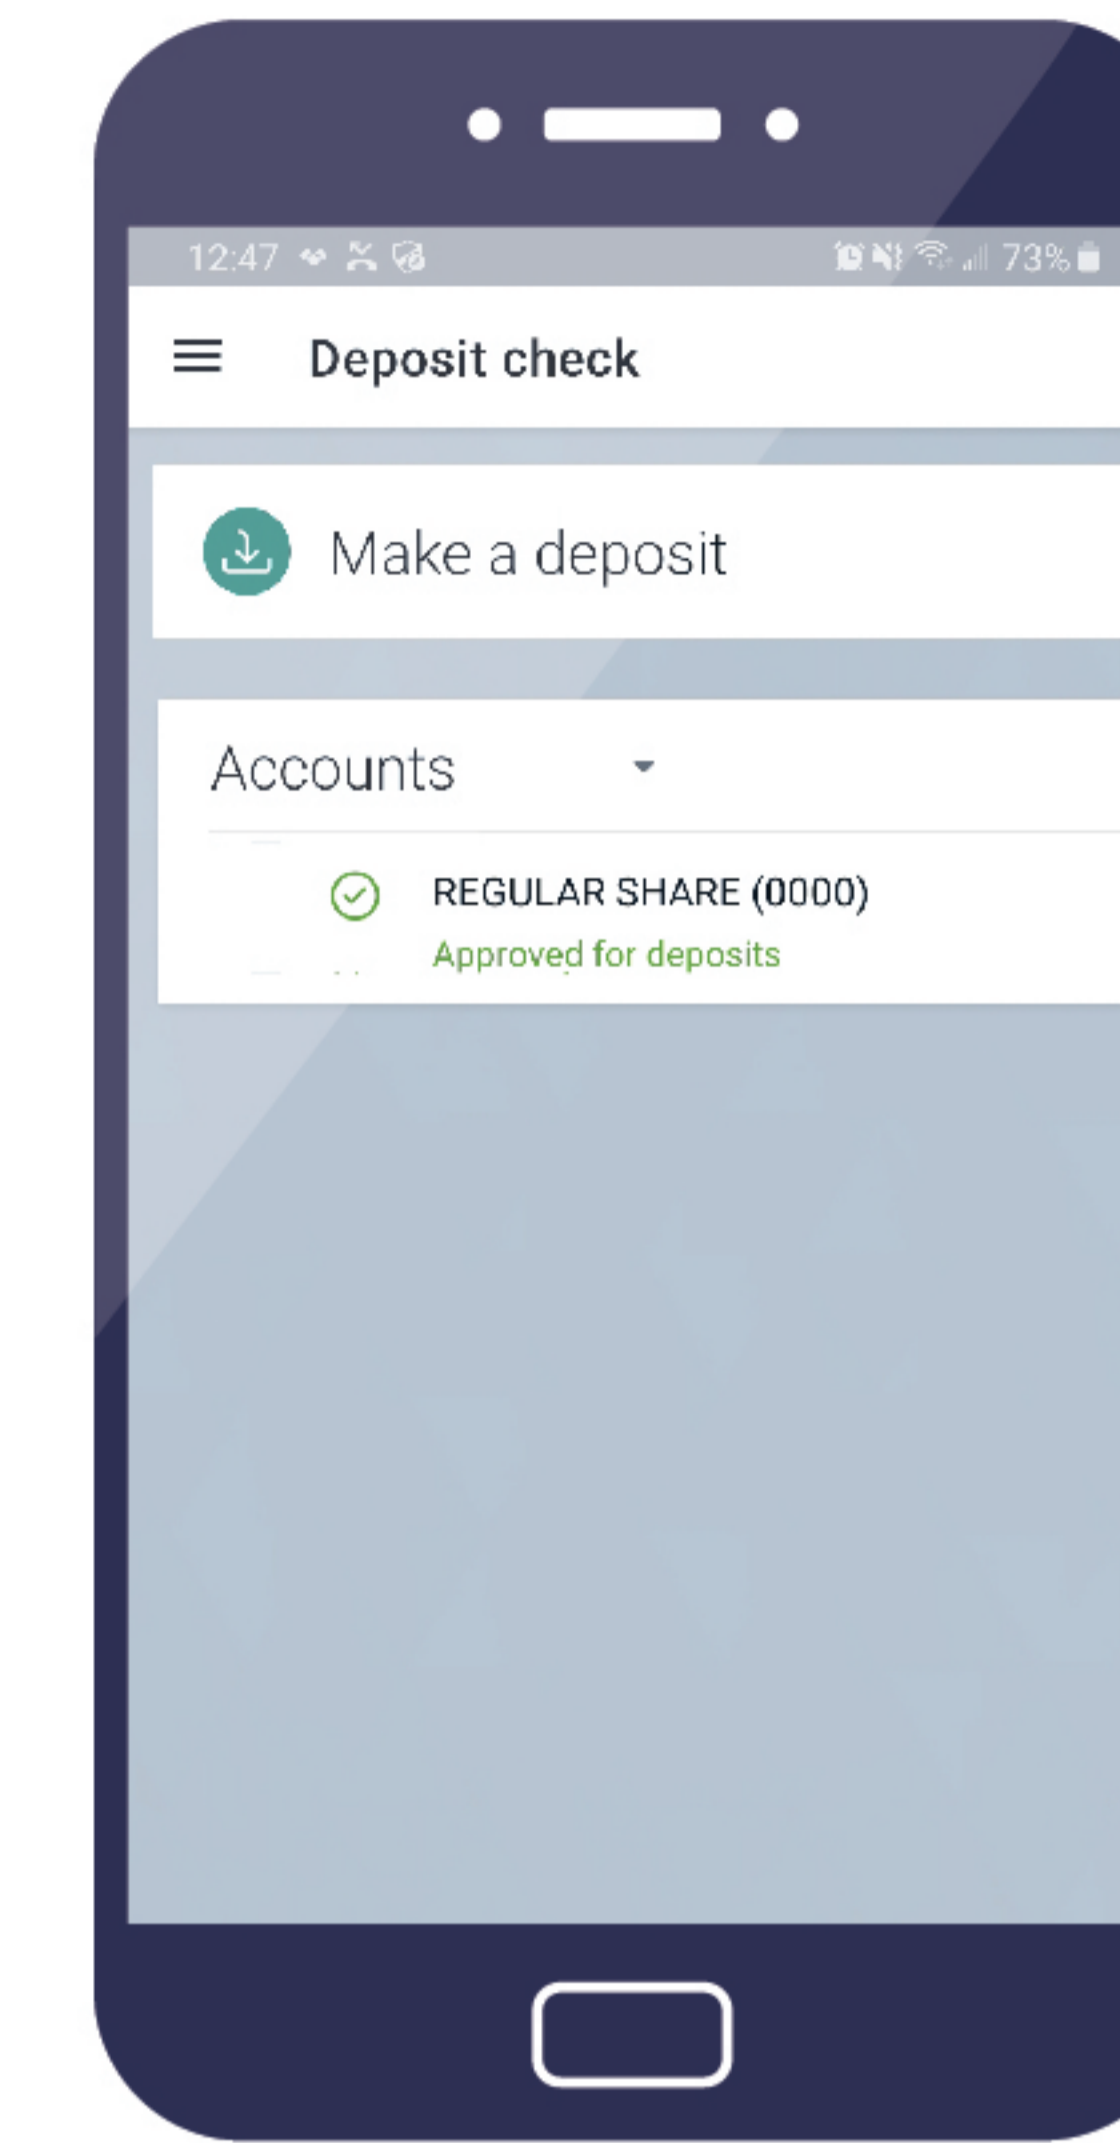 12:47 73%
Deposit check
Make a deposit
Accounts
REGULAR SHARE (0000)
Approved for deposits